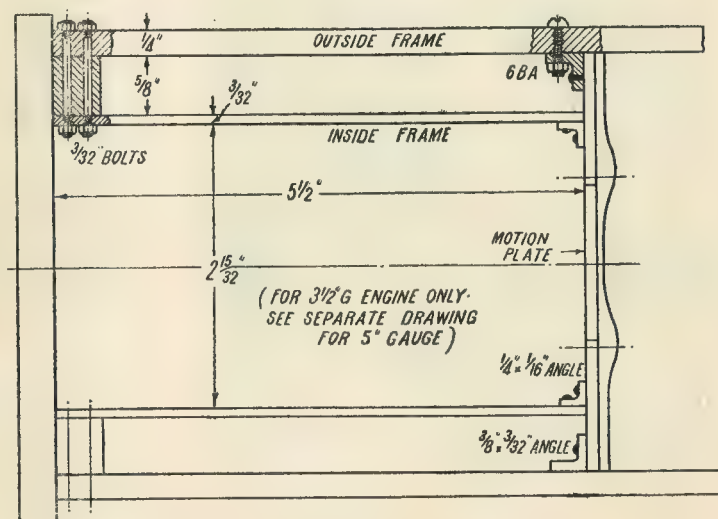 1/4"
OUTSIDE FRAME
5/8"
6BA
3/32"
INSIDE FRAME
3/32" BOLTS
5 1/2"
MOTION
PLATE
2 15/32"
( FOR 3 1/2" G ENGINE ONLY.
SEE SEPARATE DRAWING
FOR 5" GAUGE )
1/4" × 1/16" ANGLE
3/8" × 3/32" ANGLE